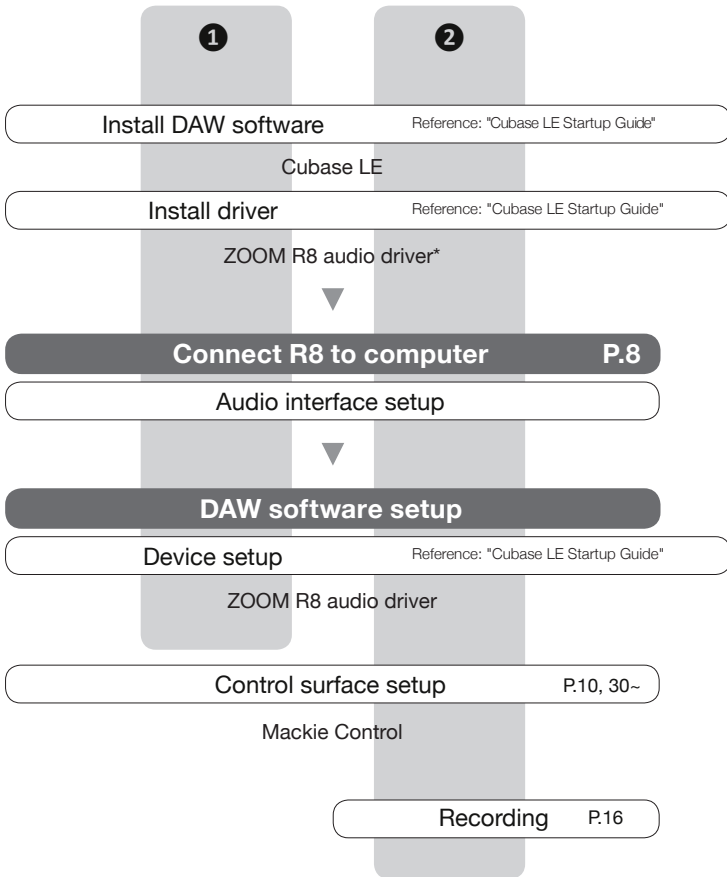 ❶ ❷
Install DAW software Reference: "Cubase LE Startup Guide"
Cubase LE
Install driver Reference: "Cubase LE Startup Guide"
ZOOM R8 audio driver*
Connect R8 to computer P.8
Audio interface setup
DAW software setup
Device setup Reference: "Cubase LE Startup Guide"
ZOOM R8 audio driver
Control surface setup P.10, 30~
Mackie Control
Recording P.16